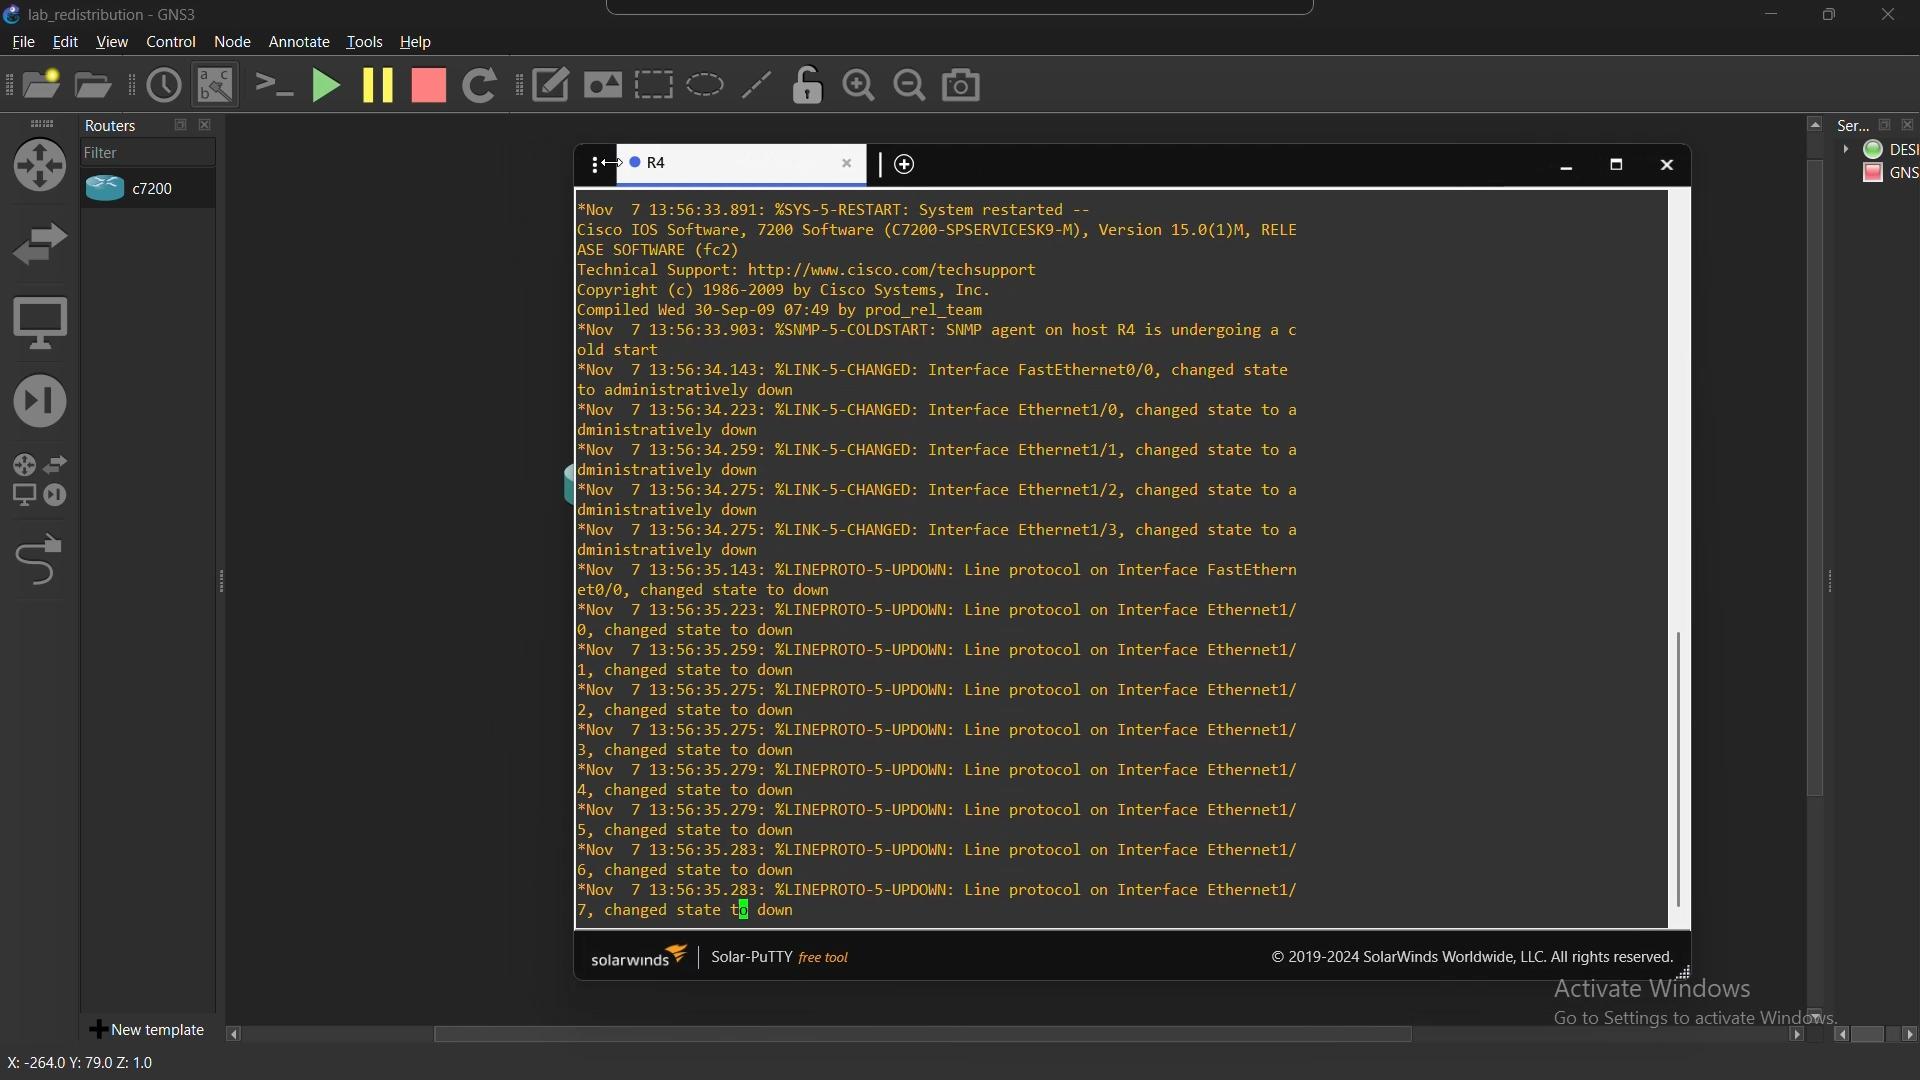 lab_redistribution - GNS3
File Edit View Control Node Annotate Tools Help
Routers
Filter
c7200
New template
Ser...
DESI
GNS
R4
*Nov  7 13:56:33.891: %SYS-5-RESTART: System restarted --
Cisco IOS Software, 7200 Software (C7200-SPSERVICESK9-M), Version 15.0(1)M, RELE
ASE SOFTWARE (fc2)
Technical Support: http://www.cisco.com/techsupport
Copyright (c) 1986-2009 by Cisco Systems, Inc.
Compiled Wed 30-Sep-09 07:49 by prod_rel_team
*Nov  7 13:56:33.903: %SNMP-5-COLDSTART: SNMP agent on host R4 is undergoing a c
old start
*Nov  7 13:56:34.143: %LINK-5-CHANGED: Interface FastEthernet0/0, changed state
to administratively down
*Nov  7 13:56:34.223: %LINK-5-CHANGED: Interface Ethernet1/0, changed state to a
dministratively down
*Nov  7 13:56:34.259: %LINK-5-CHANGED: Interface Ethernet1/1, changed state to a
dministratively down
*Nov  7 13:56:34.275: %LINK-5-CHANGED: Interface Ethernet1/2, changed state to a
dministratively down
*Nov  7 13:56:34.275: %LINK-5-CHANGED: Interface Ethernet1/3, changed state to a
dministratively down
*Nov  7 13:56:35.143: %LINEPROTO-5-UPDOWN: Line protocol on Interface FastEthern
et0/0, changed state to down
*Nov  7 13:56:35.223: %LINEPROTO-5-UPDOWN: Line protocol on Interface Ethernet1/
0, changed state to down
*Nov  7 13:56:35.259: %LINEPROTO-5-UPDOWN: Line protocol on Interface Ethernet1/
1, changed state to down
*Nov  7 13:56:35.275: %LINEPROTO-5-UPDOWN: Line protocol on Interface Ethernet1/
2, changed state to down
*Nov  7 13:56:35.275: %LINEPROTO-5-UPDOWN: Line protocol on Interface Ethernet1/
3, changed state to down
*Nov  7 13:56:35.279: %LINEPROTO-5-UPDOWN: Line protocol on Interface Ethernet1/
4, changed state to down
*Nov  7 13:56:35.279: %LINEPROTO-5-UPDOWN: Line protocol on Interface Ethernet1/
5, changed state to down
*Nov  7 13:56:35.283: %LINEPROTO-5-UPDOWN: Line protocol on Interface Ethernet1/
6, changed state to down
*Nov  7 13:56:35.283: %LINEPROTO-5-UPDOWN: Line protocol on Interface Ethernet1/
7, changed state to down
solarwinds Solar-PuTTY free tool
© 2019-2024 SolarWinds Worldwide, LLC. All rights reserved.
Activate Windows
Go to Settings to activate Windows.
X: -264.0 Y: 79.0 Z: 1.0